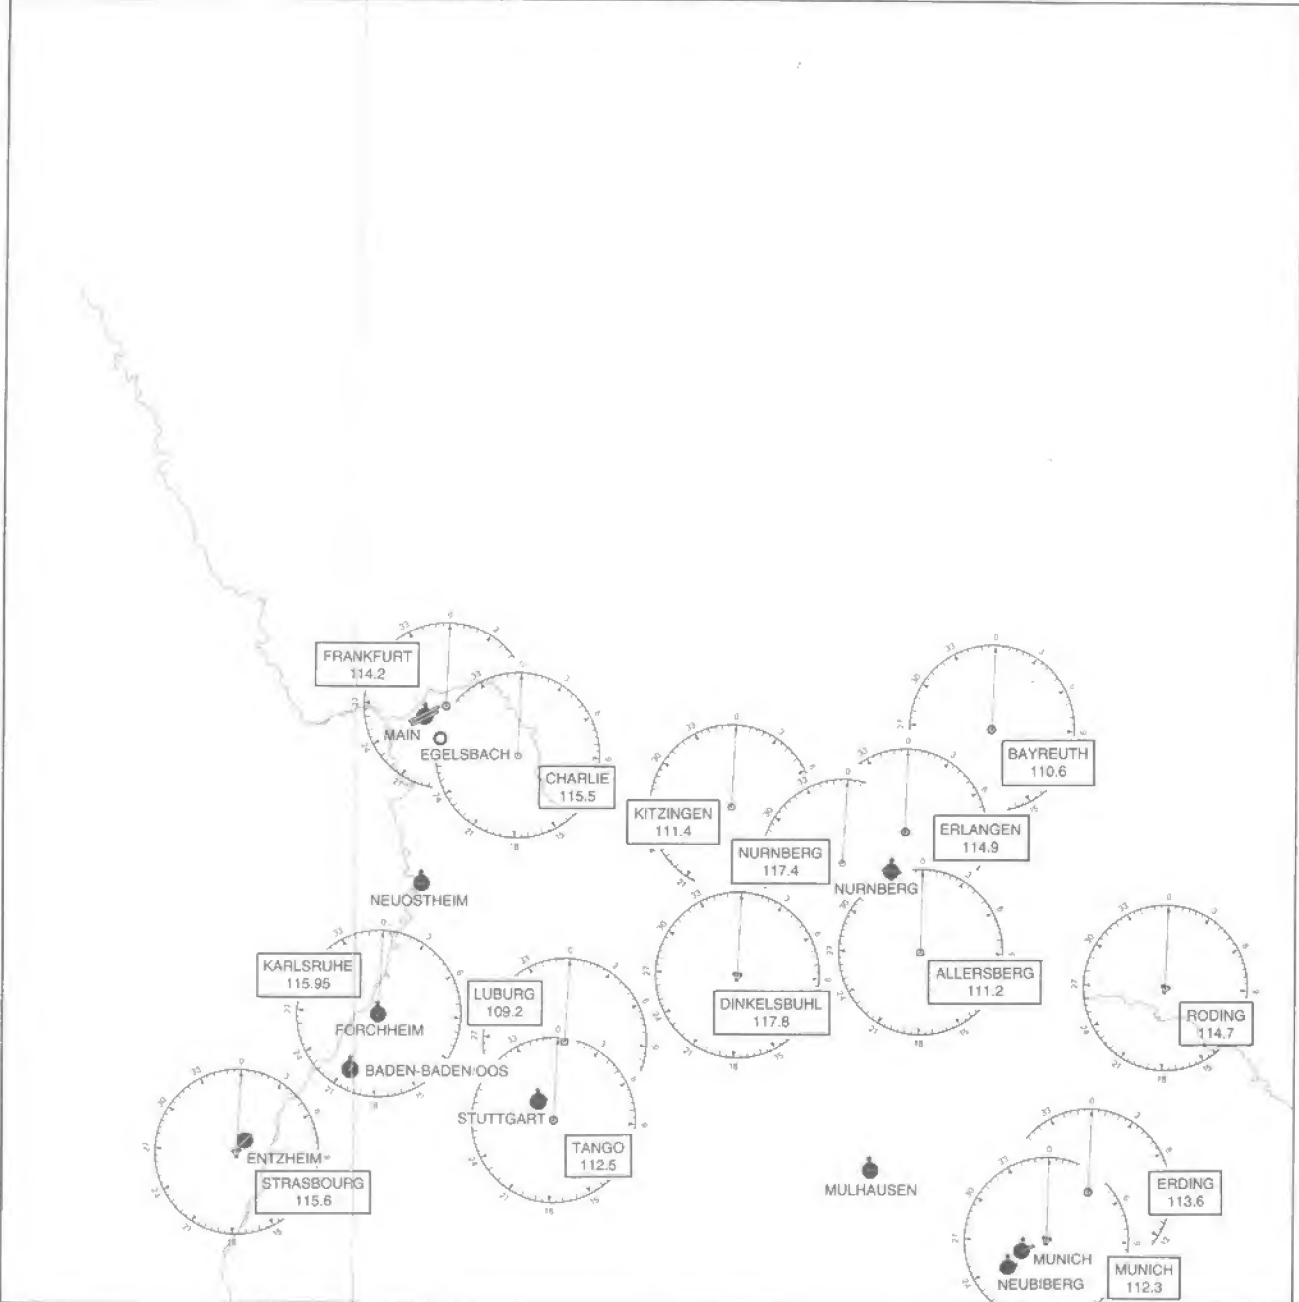 FRANKFURT
114.2
MAIN
EGELSBACH
CHARLIE
115.5
BAYREUTH
110.6
KITZINGEN
111.4
NURNBERG
117.4
ERLANGEN
114.9
NURNBERG
NEUOSTHEIM
KARLSRUHE
115.95
FORCHHEIM
BADEN-BADEN OOS
LUBURG
109.2
DINKELSBUHL
117.8
ALLERSBERG
111.2
RODING
114.7
STUTTGART
TANGO
112.5
ENTZHEIM
STRASBOURG
115.6
MULHAUSEN
ERDING
113.6
MUNICH
NEUBIBERG
MUNICH
112.3